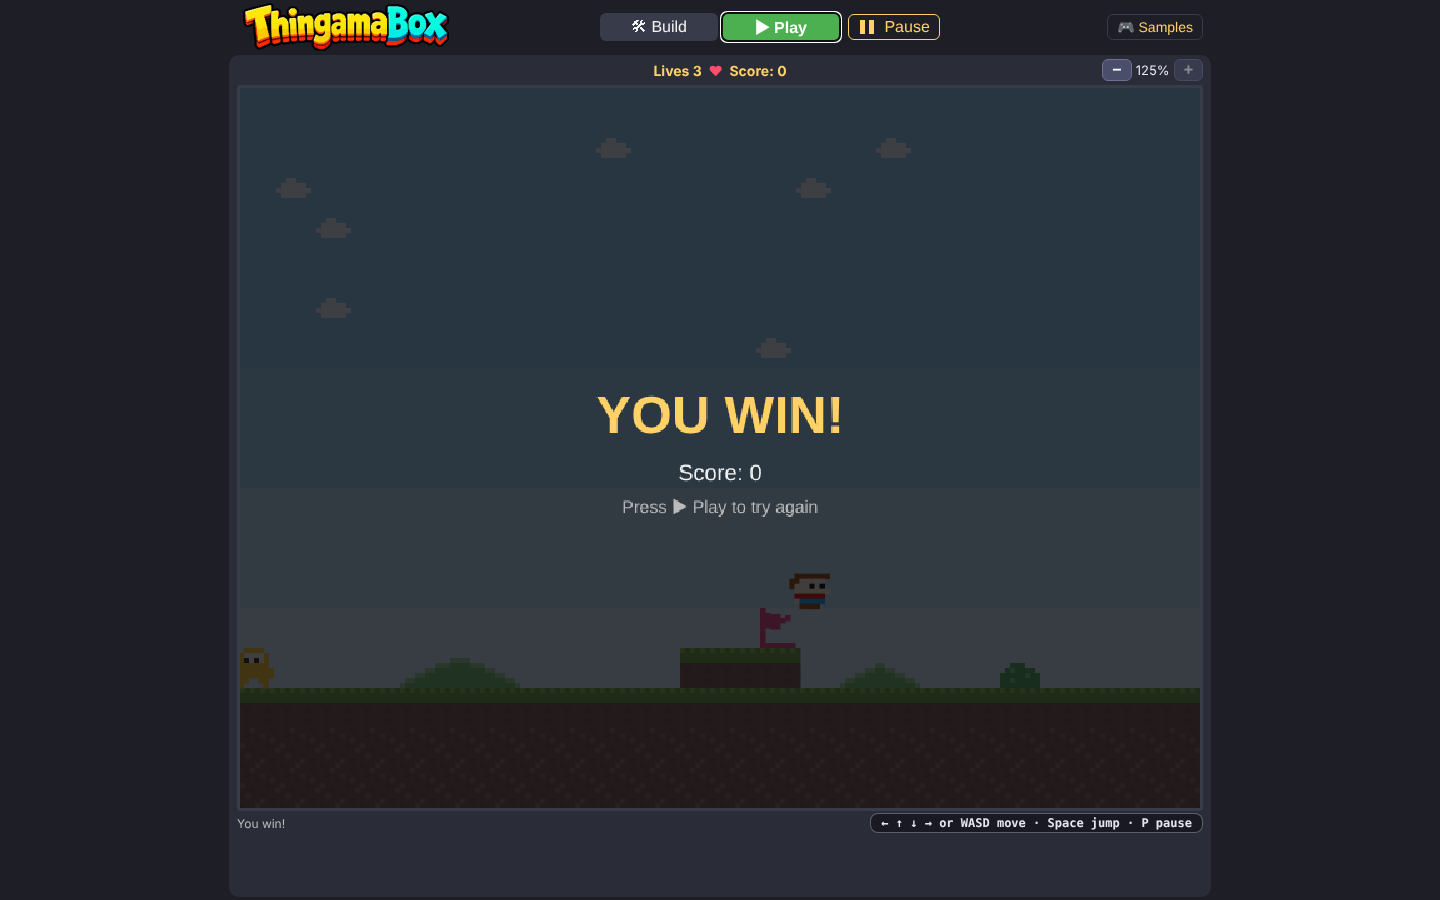 ThingamaBox
🛠 Build
▶ Play
Pause
🎮 Samples
Lives 3 ♥ Score: 0
− 125% +
YOU WIN!
Score: 0
Press ▶ Play to try again
You win!
← ↑ ↓ → or WASD move · Space jump · P pause